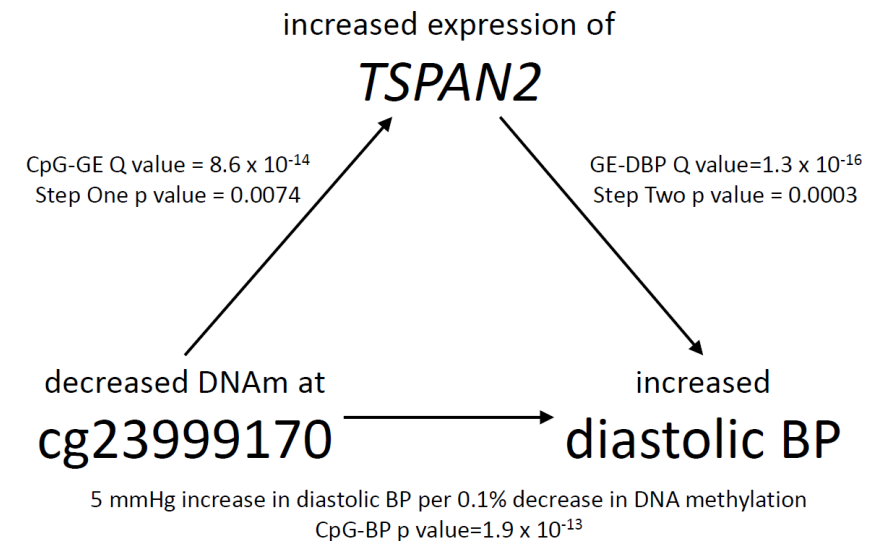 increased expression of
TSPAN2
CpG-GE Q value = 8.6 x 10⁻¹⁴
Step One p value = 0.0074
GE-DBP Q value=1.3 x 10⁻¹⁶
Step Two p value = 0.0003
decreased DNAm at
cg23999170
increased
diastolic BP
5 mmHg increase in diastolic BP per 0.1% decrease in DNA methylation
CpG-BP p value=1.9 x 10⁻¹³